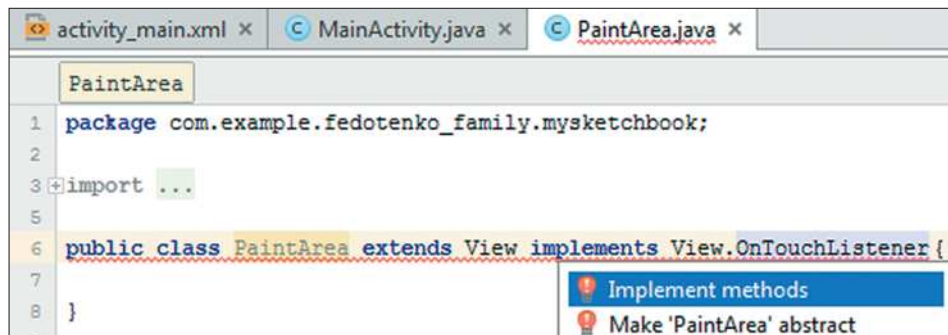 activity_main.xml × MainActivity.java × PaintArea.java ×
PaintArea
1 package com.example.fedotenko_family.mysketchbook;
2
3 import ...
5
6 public class PaintArea extends View implements View.OnTouchListener{
7
Implement methods
8 }
Make 'PaintArea' abstract